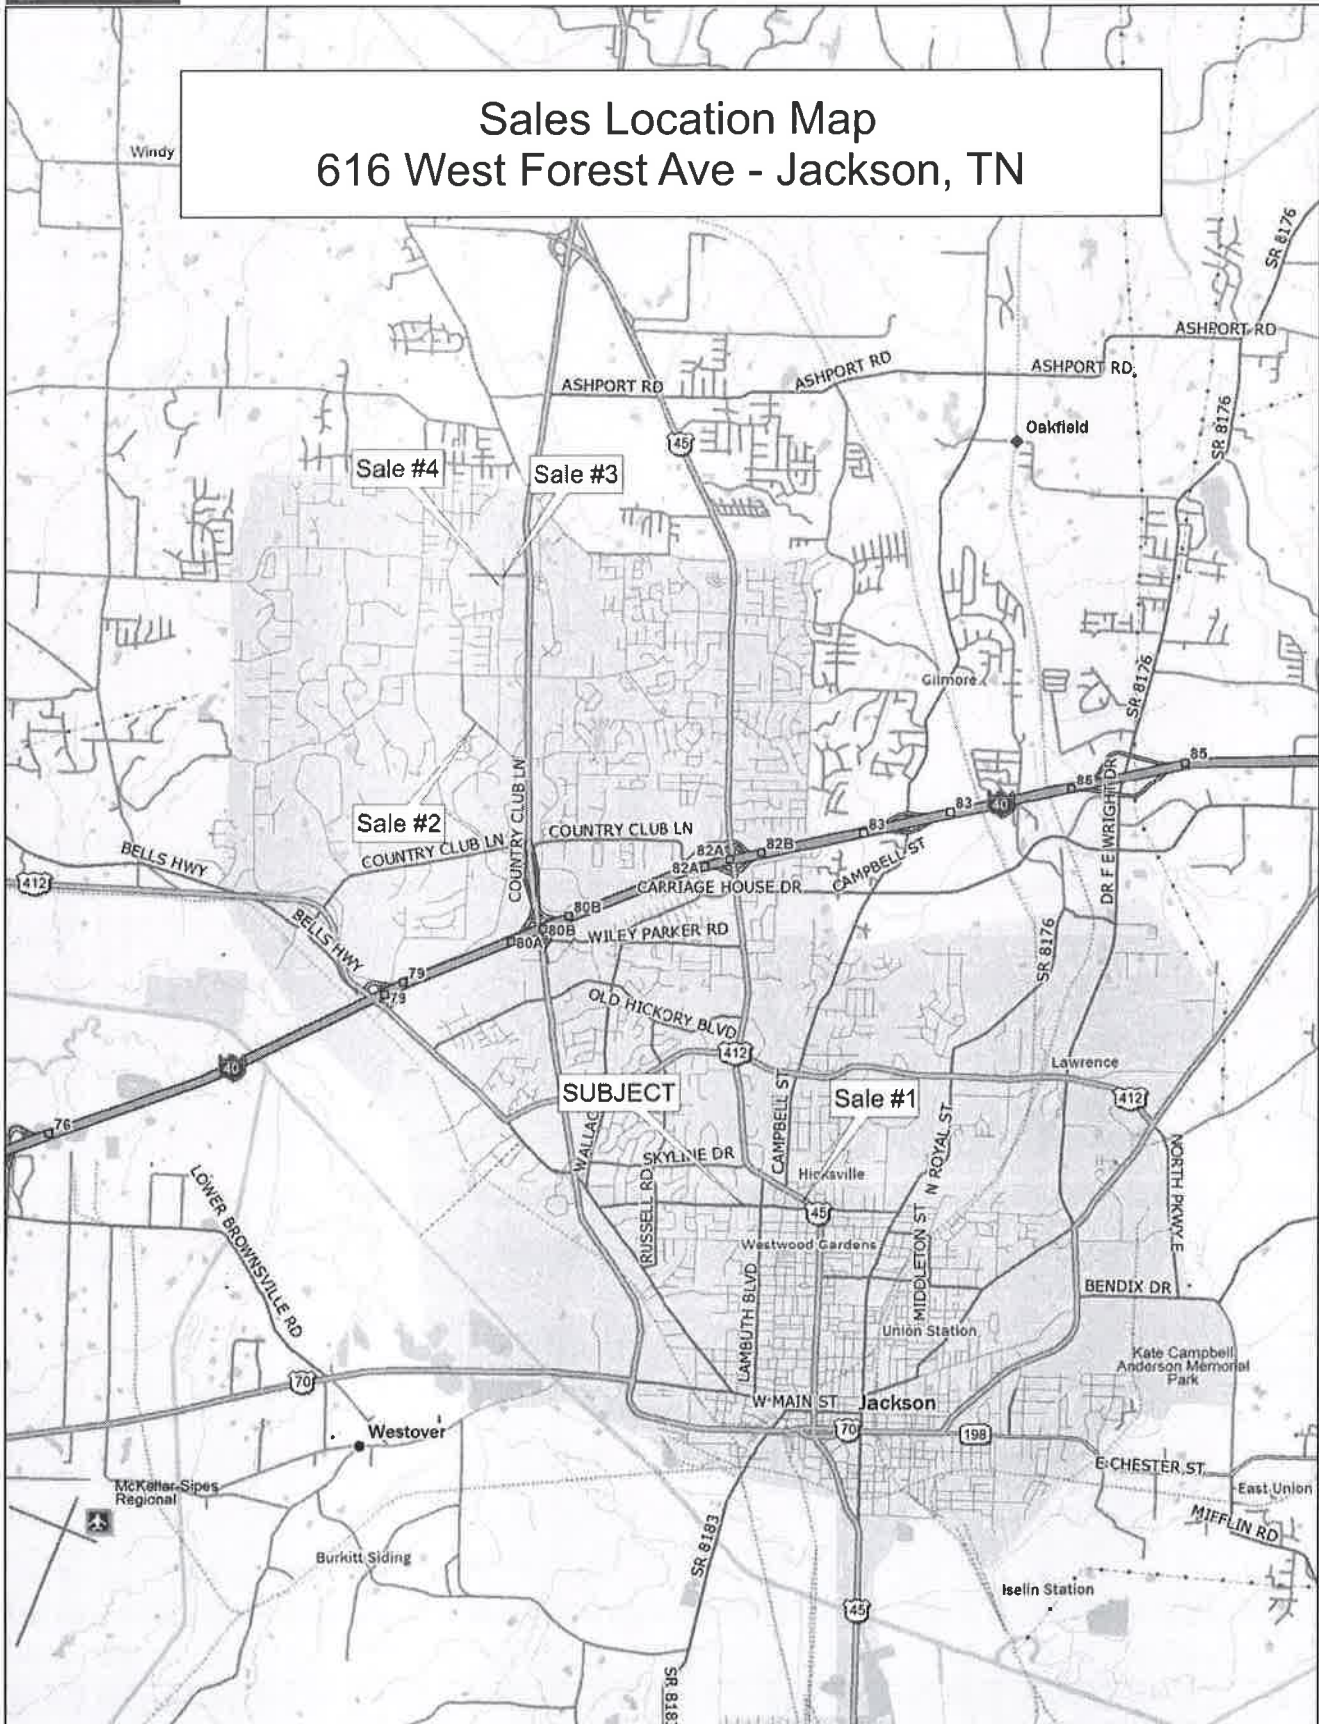 Sales Location Map
616 West Forest Ave - Jackson, TN
Windy
SR 8176
ASHPORT RD
ASHPORT RD
ASHPORT RD
ASHPORT RD
SR 8176
45
Oakfield
Sale #4
Sale #3
Gilmore
SR 8176
COUNTRY CLUB LN
85
86
DR F E WRIGHT DR
40
83
83
Sale #2
COUNTRY CLUB LN
COUNTRY CLUB LN
82A
82B
82A
BELLS HWY
412
CARRIAGE HOUSE DR
CAMPBELL ST
80B
80B
80A
WILEY PARKER RD
BELLS HWY
SR 8176
79
79
OLD HICKORY BLVD
412
40
Lawrence
SUBJECT
Sale #1
412
76
WALLAC
CAMPBELL ST
N ROYAL ST
SKYLINE DR
Hicksville
NORTH PKWY E
LOWER BROWNSVILLE RD
RUSSELL RD
45
MIDDLETON ST
Westwood Gardens
LAMBUTH BLVD
BENDIX DR
Union Station
Kate Campbell
Anderson Memorial
Park
70
W MAIN ST
Jackson
70
198
Westover
E CHESTER ST
McKellar-Sipes
Regional
East Union
MIFFLIN RD
SR 8183
Burkitt Siding
Iselin Station
45
SR 818